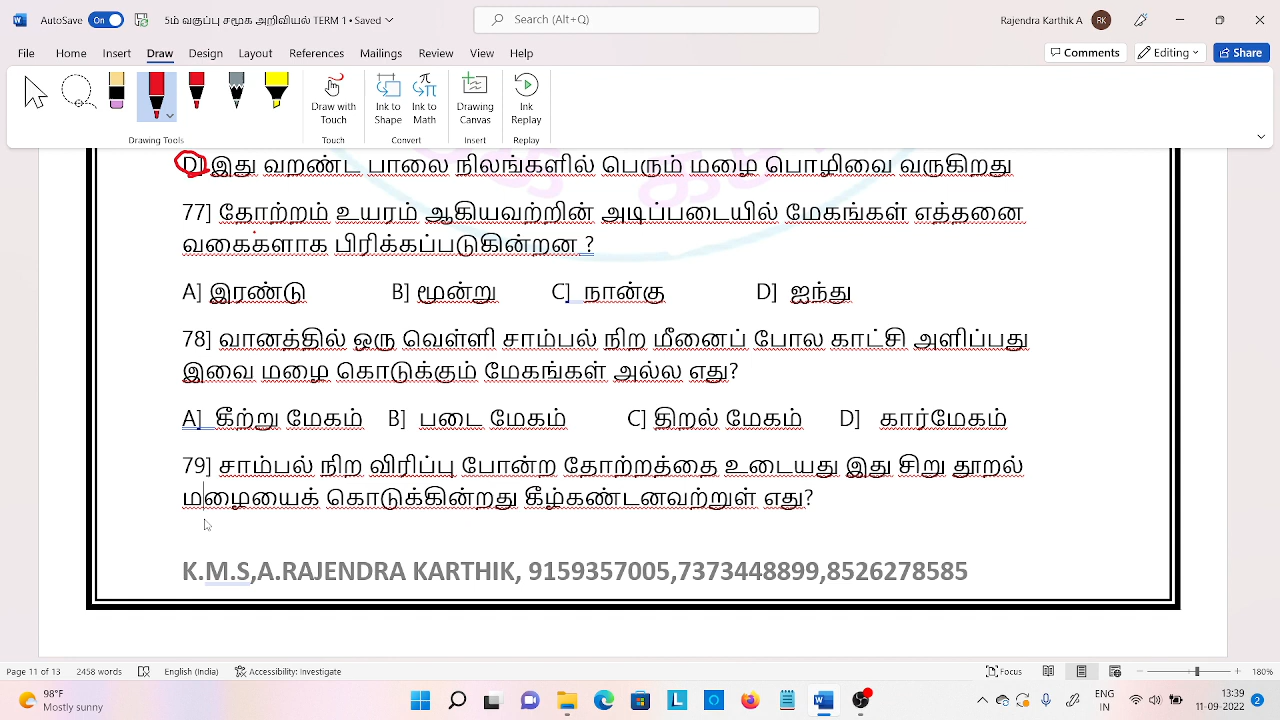 AutoSave On 9 வகுப்பு சமூக அறிவியல் TERM 1 • Saved Search (Alt+Q) Rajendra Karthik A RK
File Home Insert Draw Design Layout References Mailings Review View Help Comments Editing Share
Draw with Touch Ink to Shape Ink to Math Drawing Canvas Ink Replay
Drawing Tools Touch Convert Insert Replay
D] இது வறண்ட பாலை நிலங்களில் பெரும் மழை பொழிவை வருகிறது
77] தோற்றம் உயரம் ஆகியவற்றின் அடிப்படையில் மேகங்கள் எத்தனை
வகைகளாக பிரிக்கப்படுகின்றன ?
A] இரண்டு B] மூன்று C] நான்கு D] ஐந்து
78] வானத்தில் ஒரு வெள்ளி சாம்பல் நிற மீனைப் போல காட்சி அளிப்பது
இவை மழை கொடுக்கும் மேகங்கள் அல்ல எது?
A] கீற்று மேகம் B] படை மேகம் C] திறல் மேகம் D] கார்மேகம்
79] சாம்பல் நிற விரிப்பு போன்ற தோற்றத்தை உடையது இது சிறு தூறல்
மழையைக் கொடுக்கின்றது கீழ்கண்டனவற்றுள் எது?
K.M.S,A.RAJENDRA KARTHIK, 9159357005,7373448899,8526278585
Page 11 of 13 2458 words English (India) Accessibility: Investigate Focus 180%
98°F Mostly sunny ENG IN 13:39 11-09-2022 2